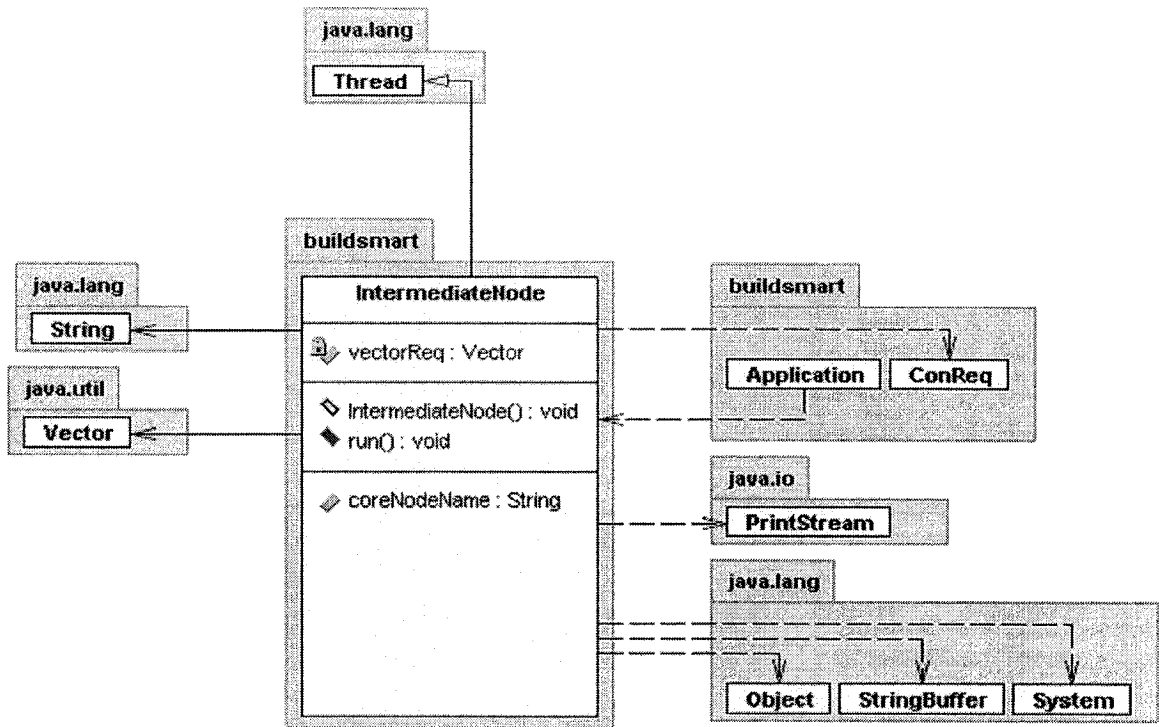 java.lang
Thread
buildsmart
IntermediateNode
vectorReq : Vector
IntermediateNode() : void
run() : void
coreNodeName : String
java.lang
String
java.util
Vector
buildsmart
Application
ConReq
java.io
PrintStream
java.lang
Object
StringBuffer
System